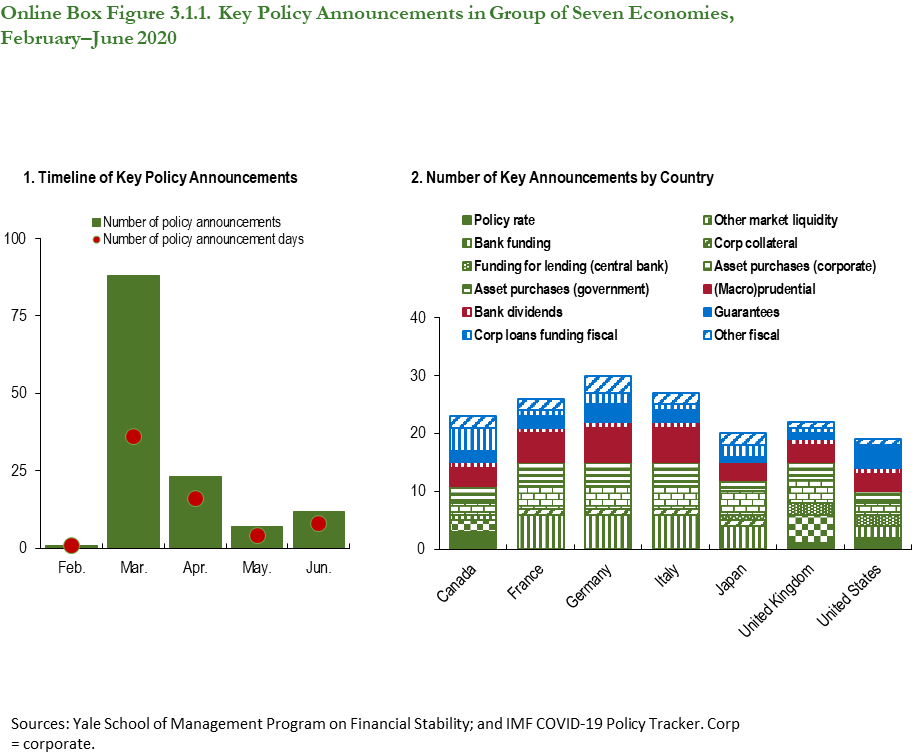 Online Box Figure 3.1.1. Key Policy Announcements in Group of Seven Economies,
February–June 2020
1. Timeline of Key Policy Announcements
Number of policy announcements
Number of policy announcement days
100
75
50
25
0
Feb.
Mar.
Apr.
May.
Jun.
2. Number of Key Announcements by Country
Policy rate
Other market liquidity
Bank funding
Corp collateral
Funding for lending (central bank)
Asset purchases (corporate)
Asset purchases (government)
(Macro)prudential
Bank dividends
Guarantees
Corp loans funding fiscal
Other fiscal
40
30
20
10
0
Canada
France
Germany
Italy
Japan
United Kingdom
United States
Sources: Yale School of Management Program on Financial Stability; and IMF COVID-19 Policy Tracker. Corp
= corporate.